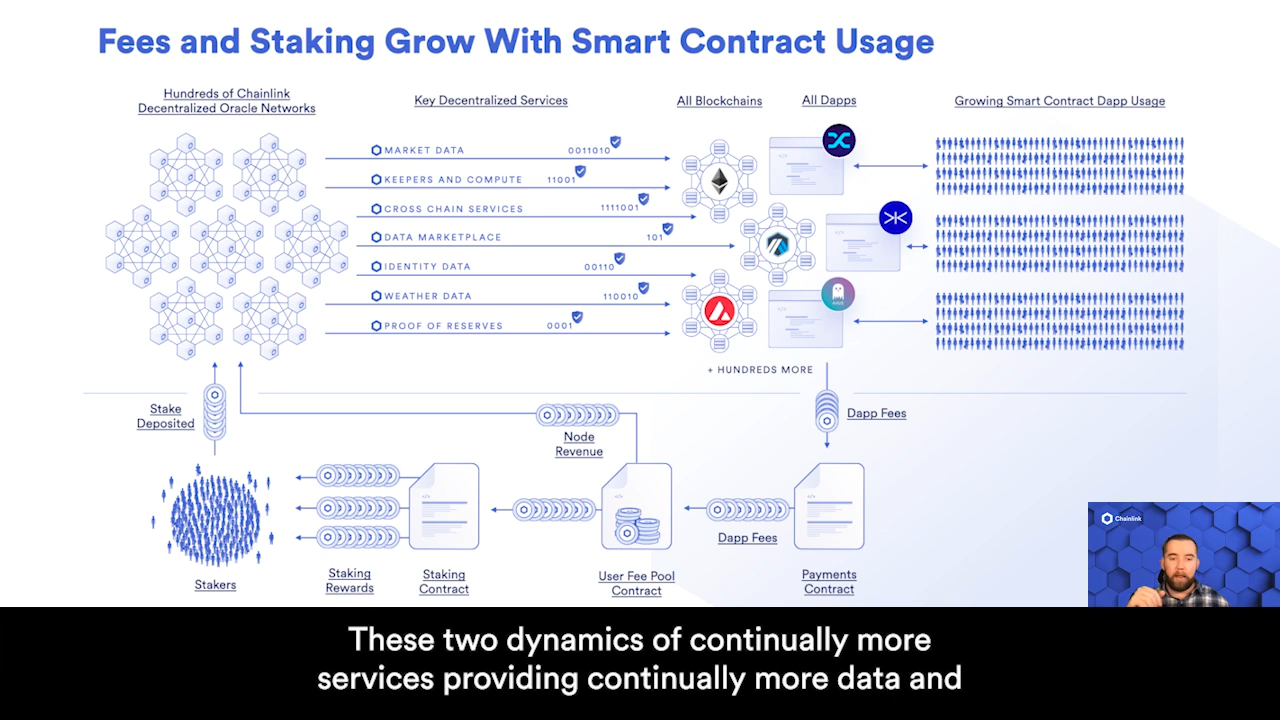 Fees and Staking Grow With Smart Contract Usage
Hundreds of Chainlink
Decentralized Oracle Networks
Key Decentralized Services
All Blockchains
All Dapps
Growing Smart Contract Dapp Usage
MARKET DATA
0011010
KEEPERS AND COMPUTE
11001
CROSS CHAIN SERVICES
1111001
DATA MARKETPLACE
101
IDENTITY DATA
00110
WEATHER DATA
110010
PROOF OF RESERVES
0001
+ HUNDREDS MORE
Stake
Deposited
Node
Revenue
Dapp Fees
Dapp Fees
Stakers
Staking
Rewards
Staking
Contract
User Fee Pool
Contract
Payments
Contract
Chainlink
These two dynamics of continually more
services providing continually more data and